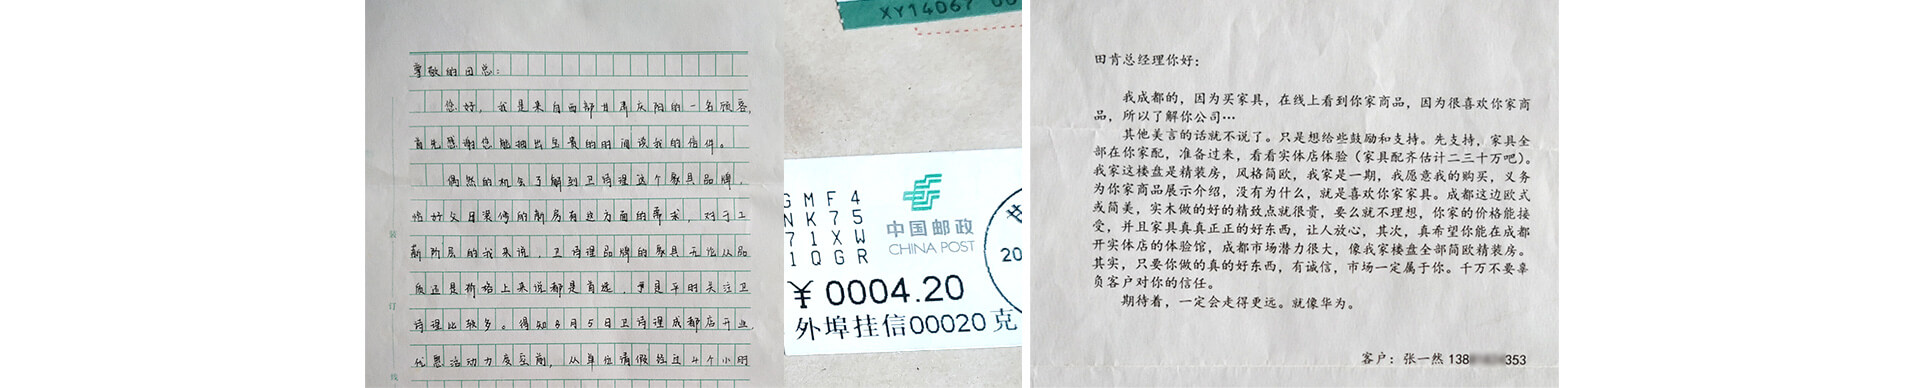 尊敬的田总：
您好，我是来自西部甘肃庆阳的一名顾客，
首先感谢您能抽出宝贵的时间读我的信件。
偶然的机会了解到卫诗理这个家具品牌，
恰好父母装修的新房有这方面的需求，对于工
薪阶层的我来说，卫诗理品牌的家具无论从品
质还是价格上来说都是首选，于是平时关注卫
诗理比较多。得知3月5日卫诗理成都店开业，
优惠活动力度空前，从单位请假经过4个小时
装
订
线
XY14067 00
GMF4
NK75
71XW
1QGR
中国邮政
CHINA POST
20
¥0004.20
外埠挂信00020克
田肯总经理你好：
我成都的，因为买家具，在线上看到你家商品，因为很喜欢你家商
品，所以了解你公司…
其他美言的话就不说了。只是想给些鼓励和支持。先支持，家具全
部在你家配，准备过来，看看实体店体验（家具配齐估计二三十万吧）。
我家这楼盘是精装房，风格简欧，我家是一期，我愿意我的购买，义务
为你家商品展示介绍，没有为什么，就是喜欢你家家具。成都这边欧式
或简美，实木做的好的精致点就很贵，要么就不理想，你家的价格能接
受，并且家具真真正正的好东西，让人放心，其次，真希望你能在成都
开实体店的体验馆，成都市场潜力很大，像我家楼盘全部简欧精装房。
其实，只要你做的真的好东西，有诚信，市场一定属于你。千万不要辜
负客户对你的信任。
期待着，一定会走得更远。就像华为。
客户：张一然 138 353